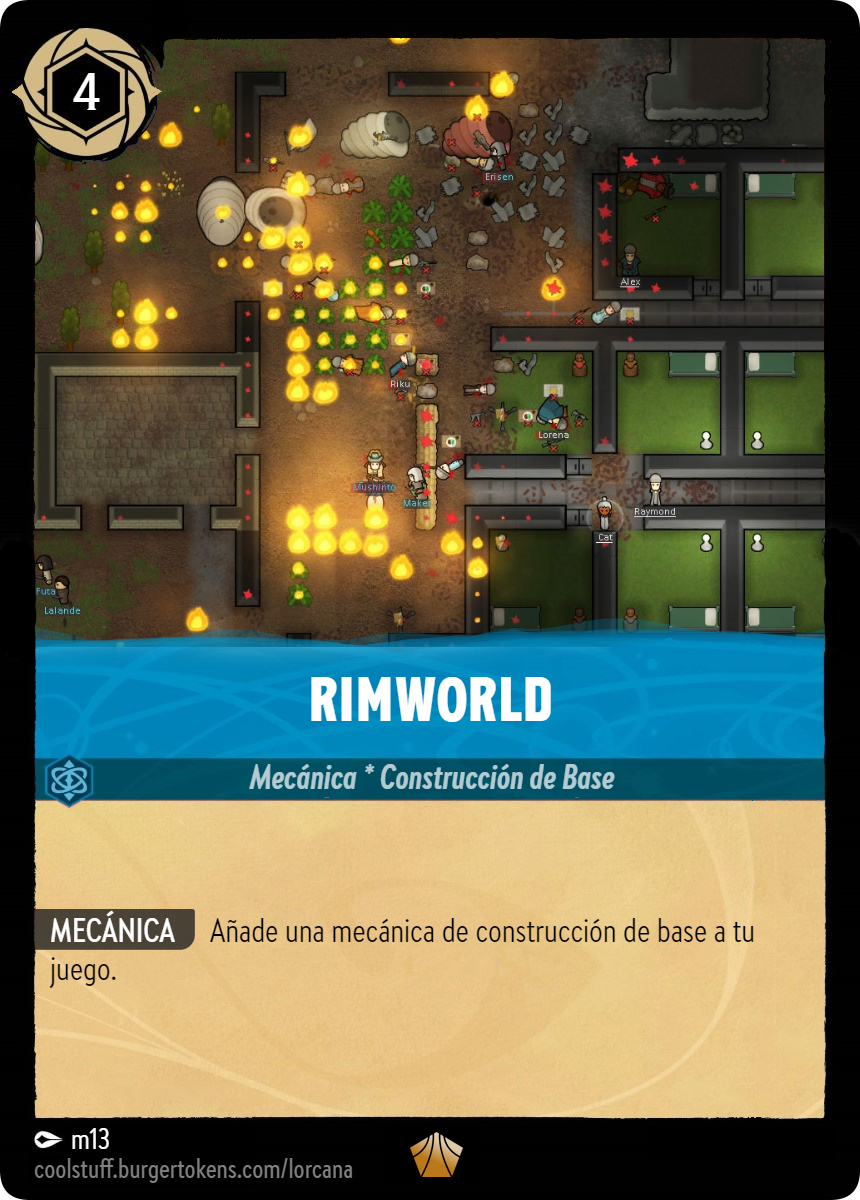 4
Erisen
Alex
Riku
Lorena
Mushinto
Raymond
Cat
Futa
Lalande
RIMWORLD
Mecánica * Construcción de Base
MECÁNICA Añade una mecánica de construcción de base a tu
juego.
m13
coolstuff.burgertokens.com/lorcana